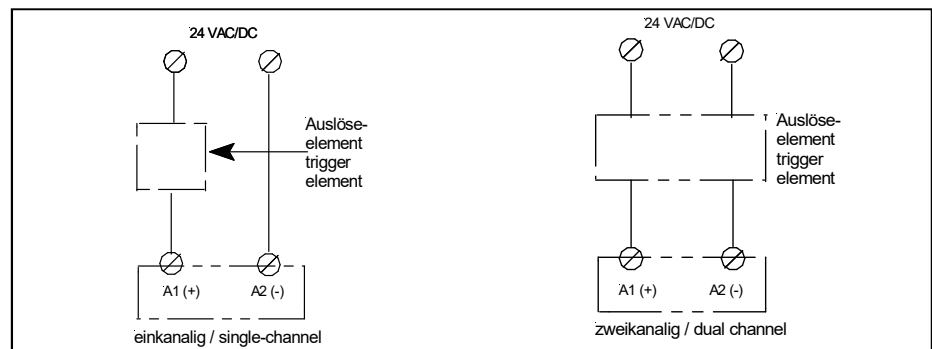 24 VAC/DC
Auslöse-
element
trigger
element
A1 (+) A2 (-)
einkanalig / single-channel
24 VAC/DC
Auslöse-
element
trigger
element
A1 (+) A2 (-)
zweikanalig / dual channel